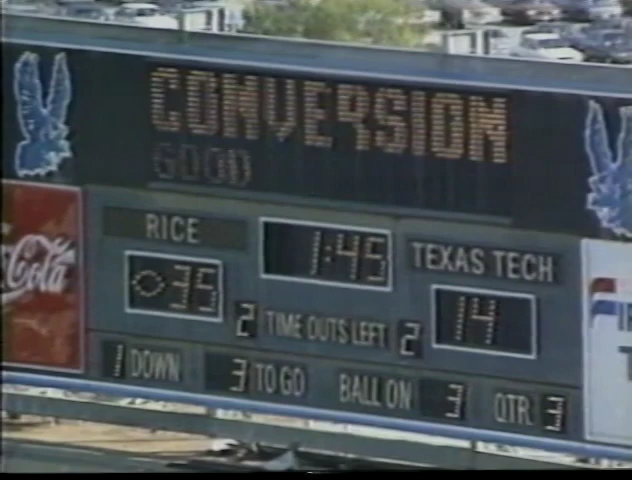 CONVERSION
GOOD
RICE 1:45 TEXAS TECH
35 14
2 TIME OUTS LEFT 2
1 DOWN 3 TO GO BALL ON 3 QTR 3
Coca-Cola